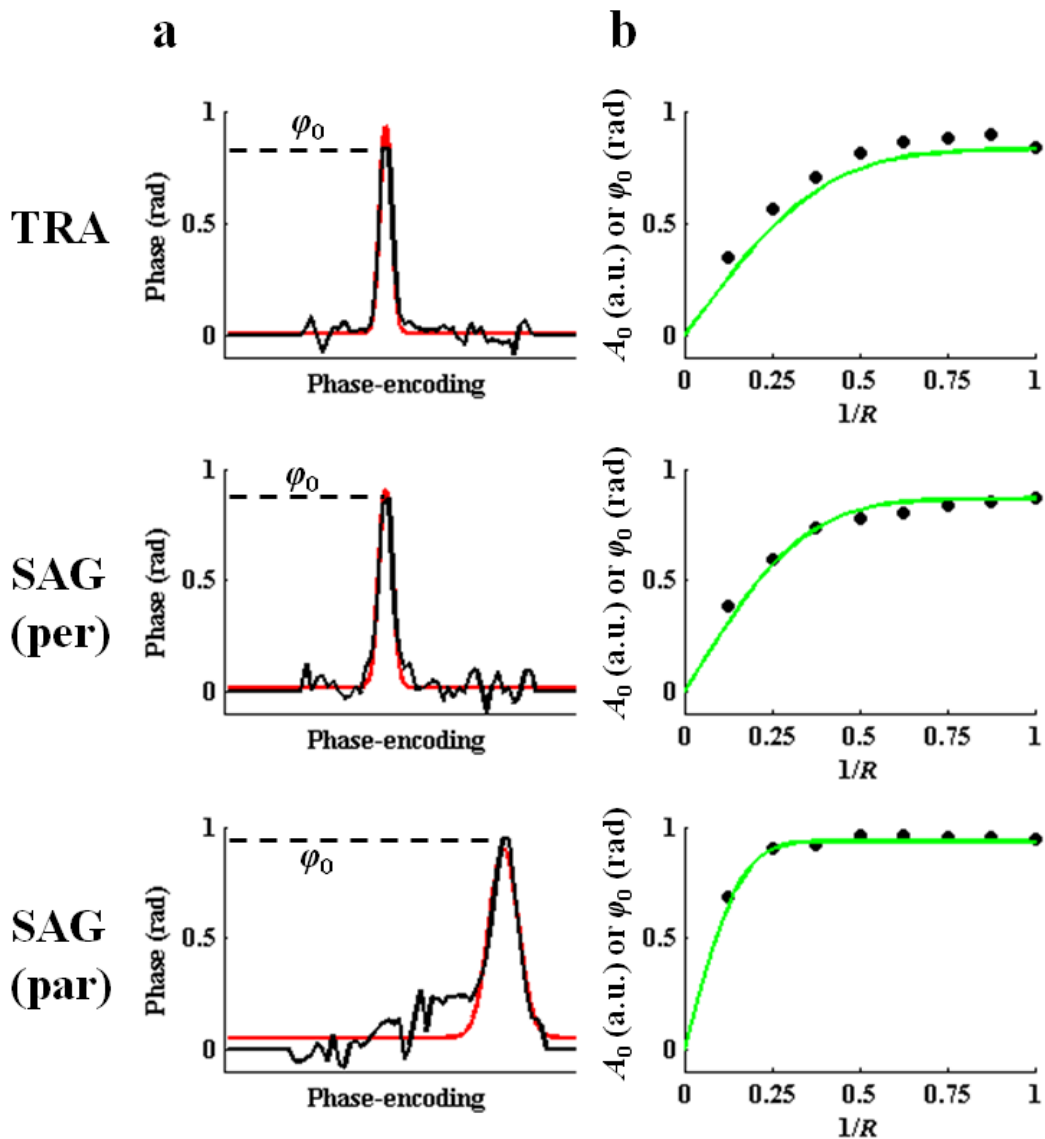 a
b
TRA
Phase (rad)
1
0.5
0
φ0
Phase-encoding
A0 (a.u.) or φ0 (rad)
1
0.5
0
0 0.25 0.5 0.75 1
1/R
SAG
(per)
Phase (rad)
1
0.5
0
φ0
Phase-encoding
A0 (a.u.) or φ0 (rad)
1
0.5
0
0 0.25 0.5 0.75 1
1/R
SAG
(par)
Phase (rad)
1
0.5
0
φ0
Phase-encoding
A0 (a.u.) or φ0 (rad)
1
0.5
0
0 0.25 0.5 0.75 1
1/R